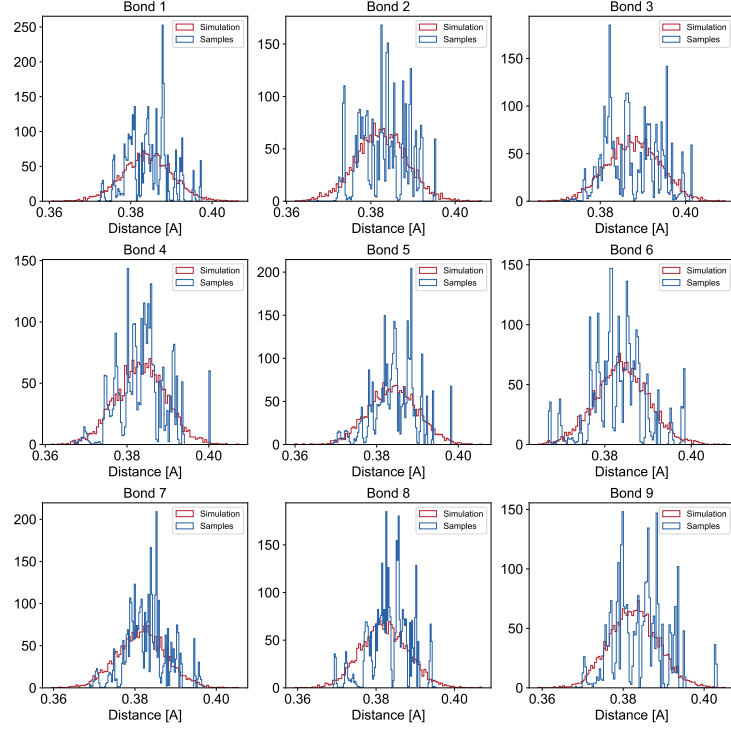 Bond 1
Bond 2
Bond 3
250
200
150
100
50
0
Simulation
Samples
0.36
0.38
0.40
Distance [A]
150
100
50
0
Simulation
Samples
0.36
0.38
0.40
Distance [A]
200
150
100
50
0
Simulation
Samples
0.38
0.40
Distance [A]
Bond 4
Bond 5
Bond 6
150
100
50
0
Simulation
Samples
0.36
0.38
0.40
Distance [A]
200
150
100
50
0
Simulation
Samples
0.36
0.38
0.40
Distance [A]
150
100
50
0
Simulation
Samples
0.36
0.38
0.40
Distance [A]
Bond 7
Bond 8
Bond 9
200
150
100
50
0
Simulation
Samples
0.36
0.38
0.40
Distance [A]
150
100
50
0
Simulation
Samples
0.36
0.38
0.40
Distance [A]
150
100
50
0
Simulation
Samples
0.36
0.38
0.40
Distance [A]